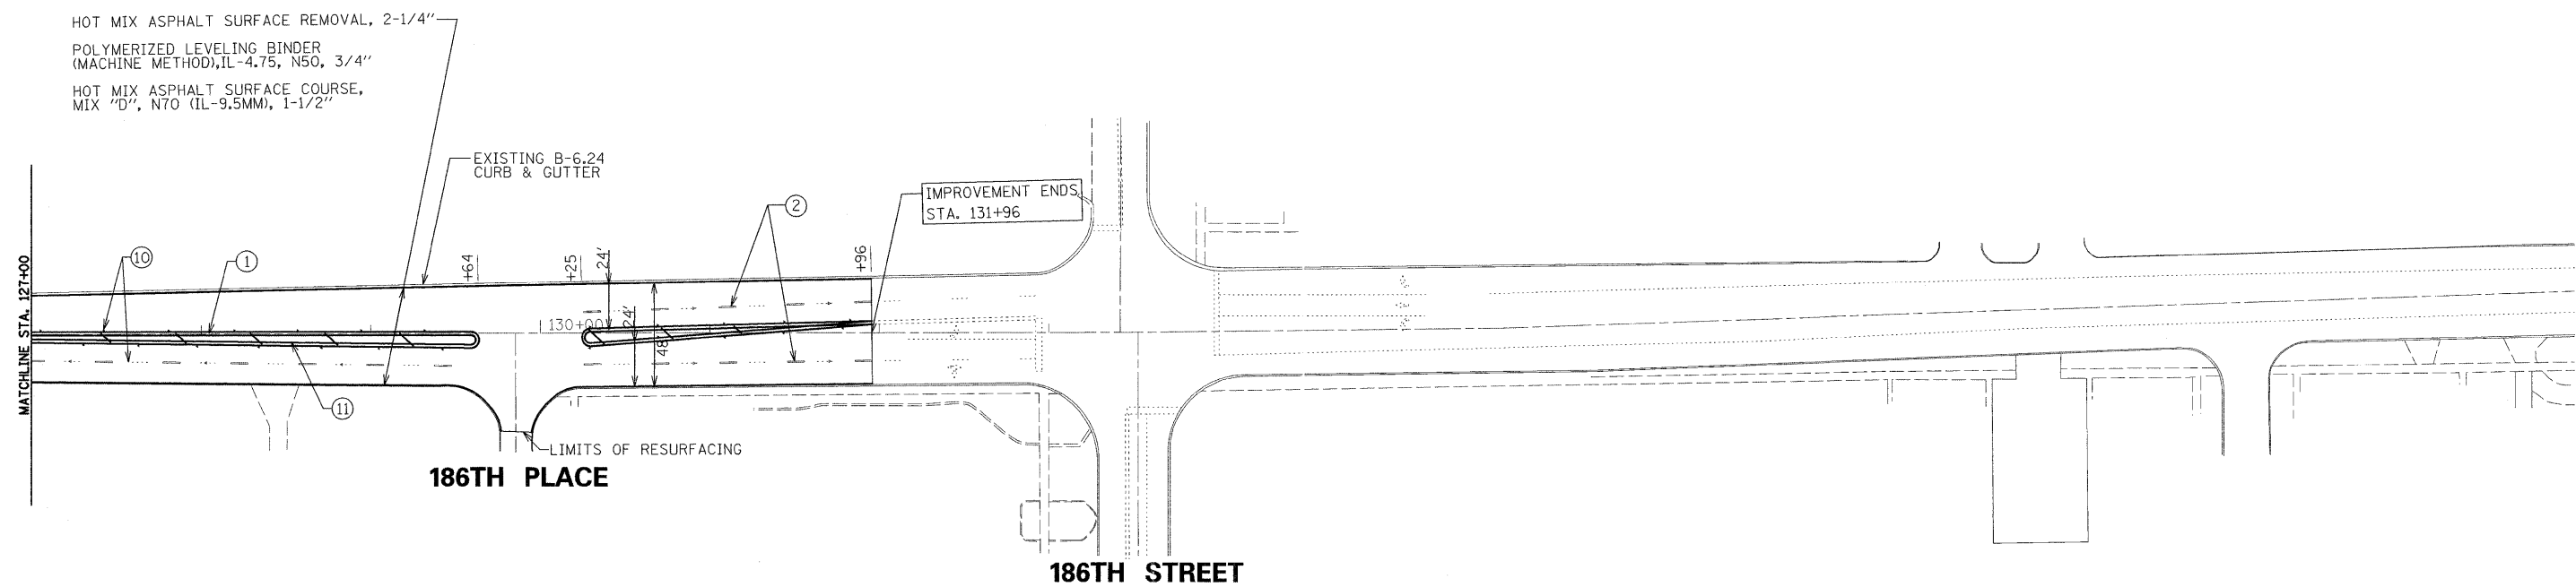 HOT MIX ASPHALT SURFACE REMOVAL, 2-1/4"
POLYMERIZED LEVELING BINDER
(MACHINE METHOD),IL-4.75, N50, 3/4"
HOT MIX ASPHALT SURFACE COURSE,
MIX "D", N70 (IL-9.5MM), 1-1/2"
EXISTING B-6.24
CURB & GUTTER
IMPROVEMENT ENDS
STA. 131+96
2
10
1
+64
+25
24'
+96
MATCHLINE STA. 127+00
130+00
24'
48'
11
LIMITS OF RESURFACING
186TH PLACE
186TH STREET